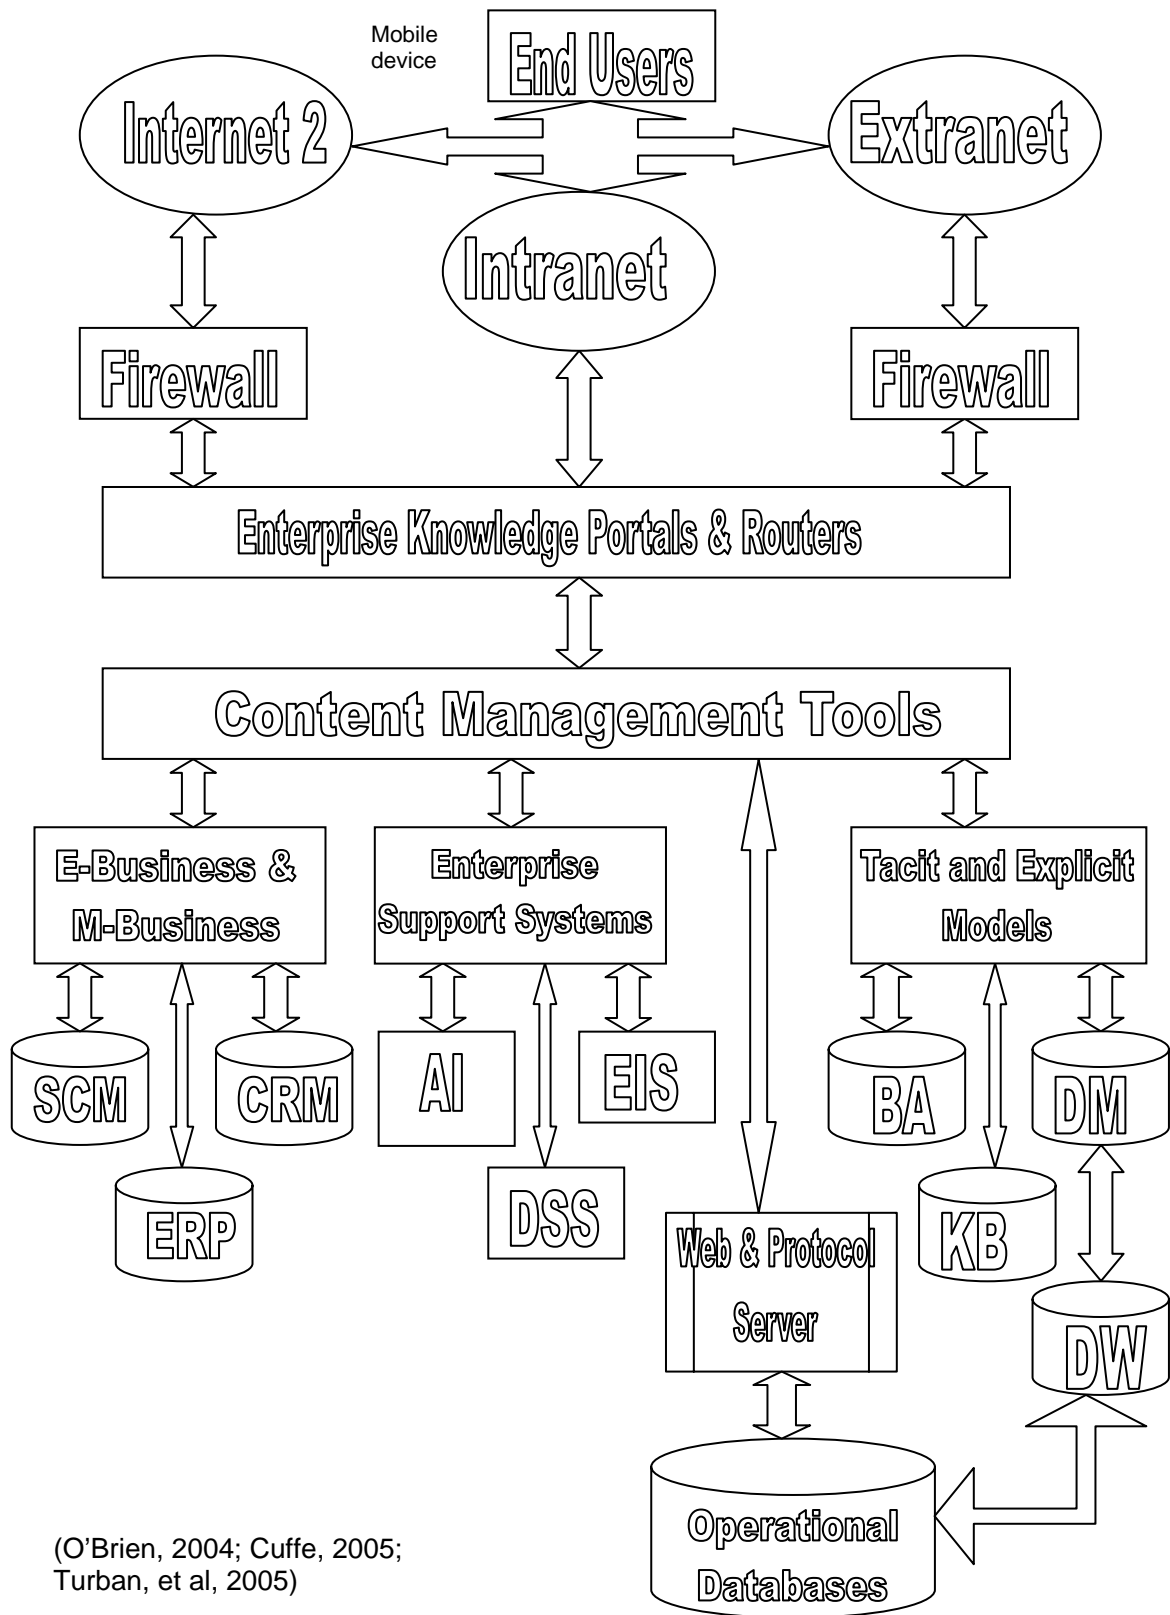 Mobile
device
End Users
Internet 2
Extranet
Intranet
Firewall
Firewall
Enterprise Knowledge Portals & Routers
Content Management Tools
E-Business &
M-Business
Enterprise
Support Systems
Tacit and Explicit
Models
SCM
CRM
AI
EIS
BA
DM
ERP
DSS
Web & Protocol
Server
KB
DW
Operational
Databases
(O'Brien, 2004; Cuffe, 2005;
Turban, et al, 2005)